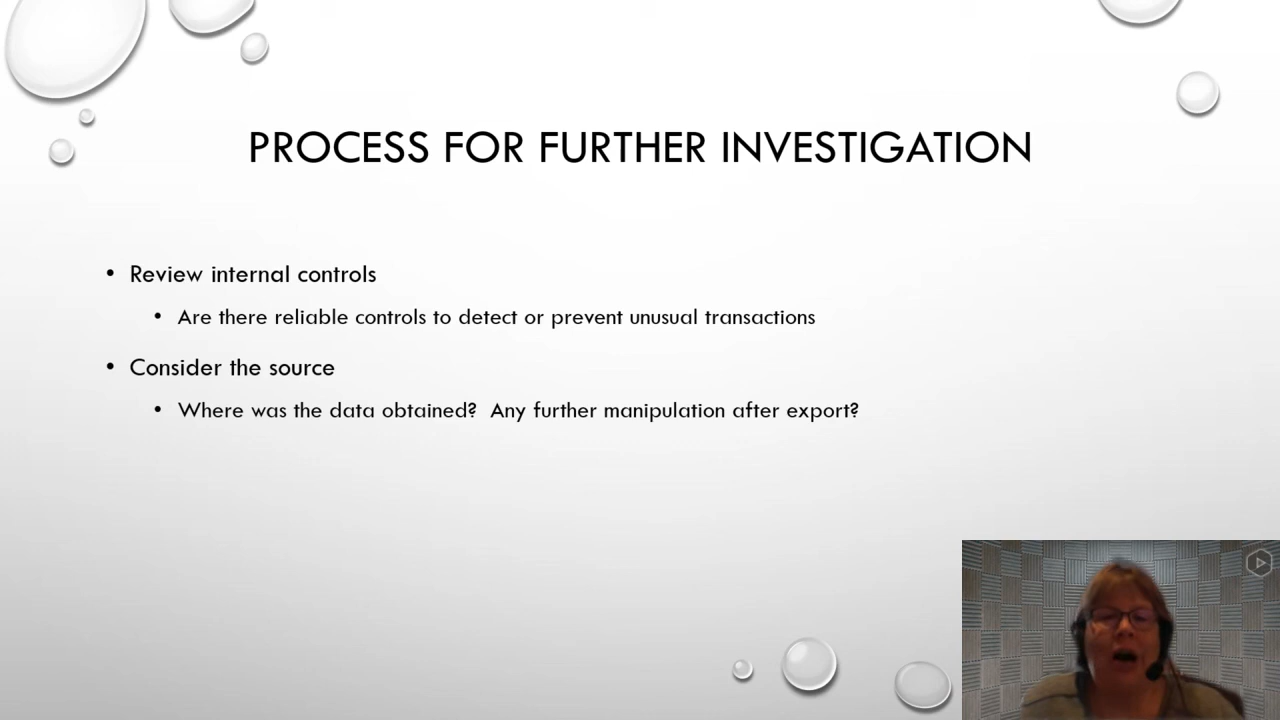 PROCESS FOR FURTHER INVESTIGATION
• Review internal controls
• Are there reliable controls to detect or prevent unusual transactions
• Consider the source
• Where was the data obtained?  Any further manipulation after export?